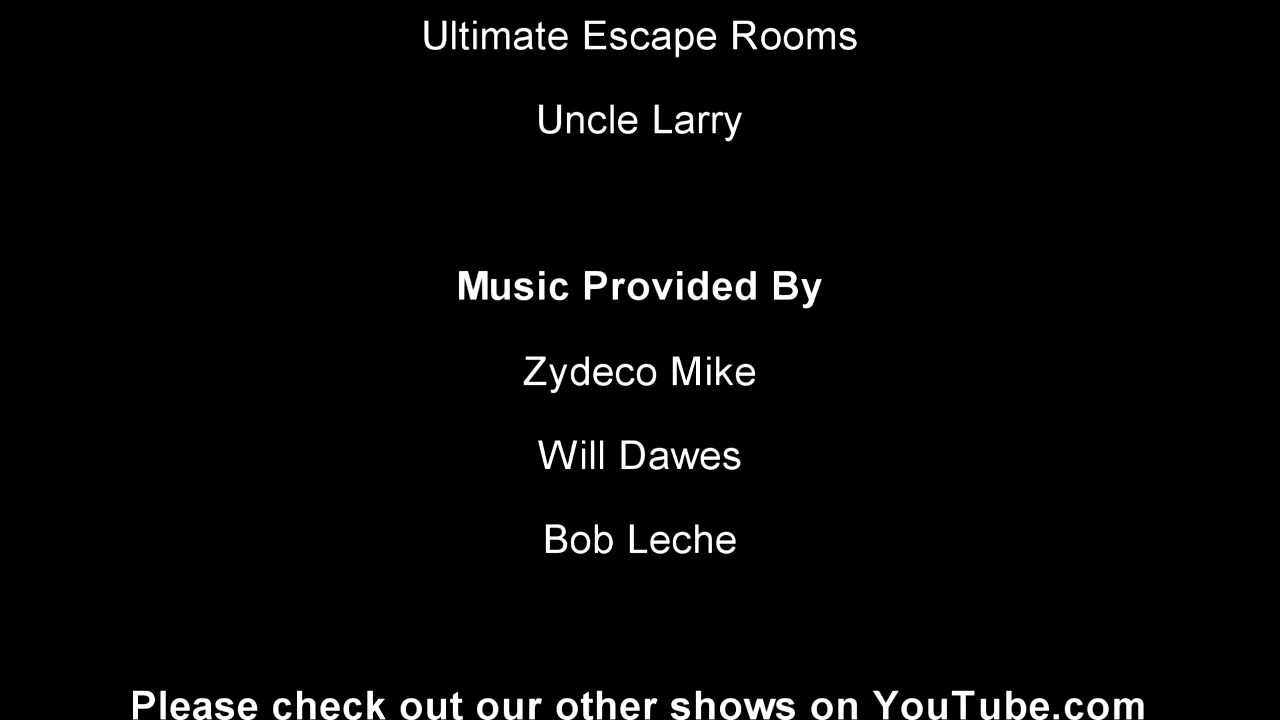 Ultimate Escape Rooms
Uncle Larry
Music Provided By
Zydeco Mike
Will Dawes
Bob Leche
Please check out our other shows on YouTube.com